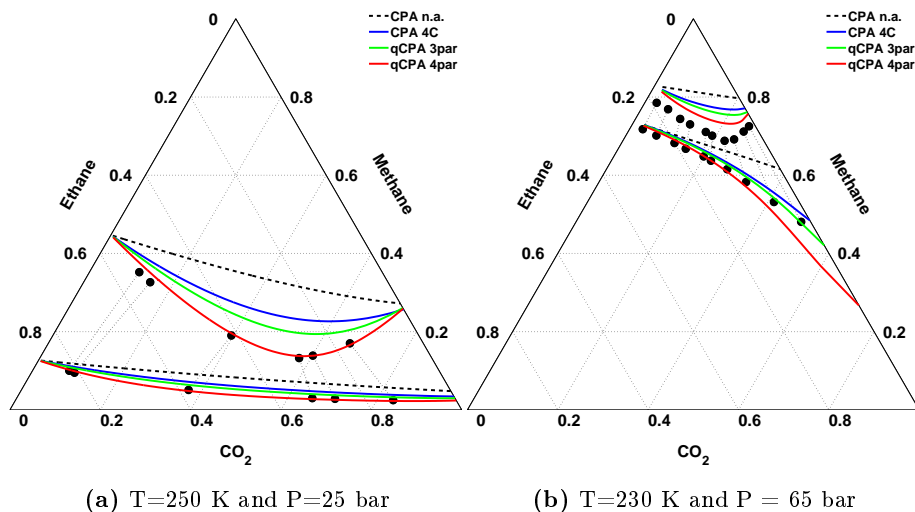 0
CPA n.a.
CPA 4C
qCPA 3par
qCPA 4par
0.2
0.8
0.4
0.6
0.6
0.4
0.8
0.2
Ethane
Methane
0
0.2
0.4
0.6
0.8
CO2
(a) T=250 K and P=25 bar
0
CPA n.a.
CPA 4C
qCPA 3par
qCPA 4par
0.2
0.8
0.4
0.6
0.6
0.4
0.8
0.2
Ethane
Methane
0
0.2
0.4
0.6
0.8
CO2
(b) T=230 K and P = 65 bar